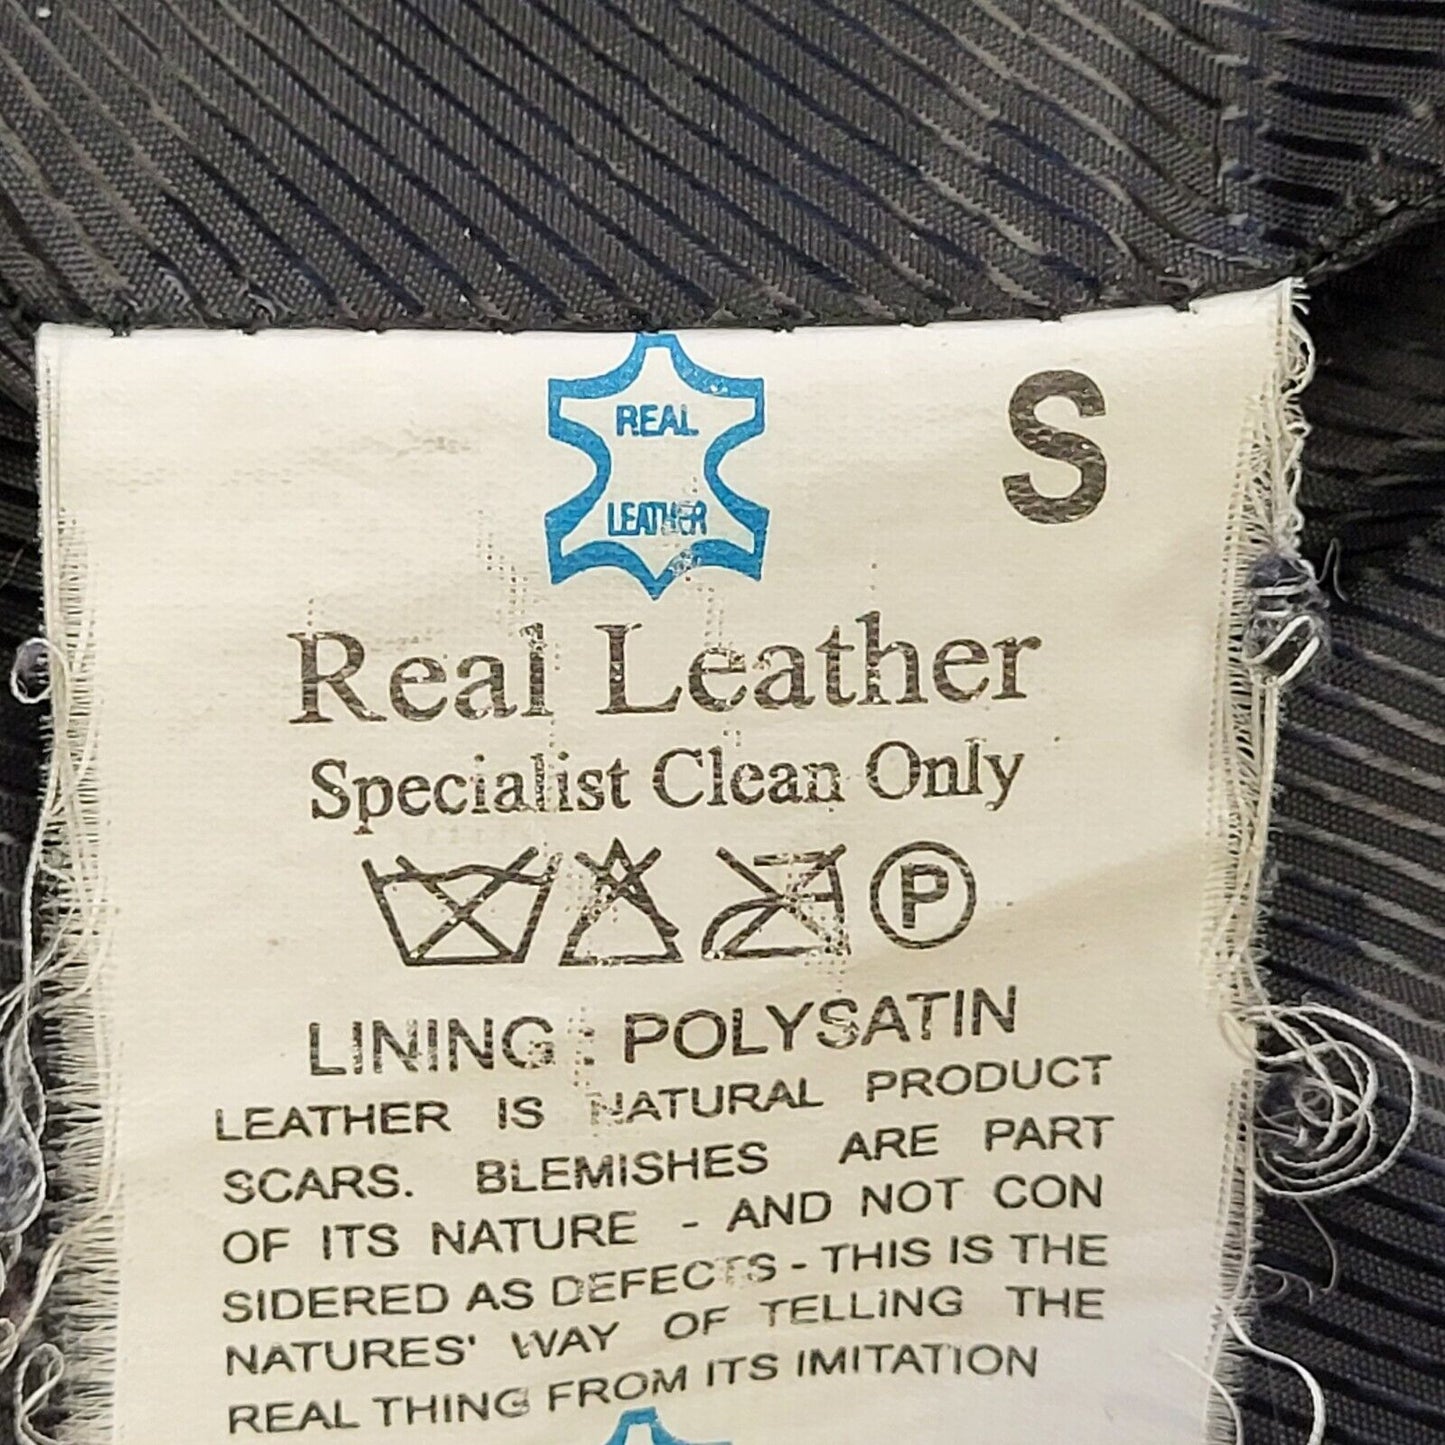 REAL
LEATHER
S
Real Leather
Specialist Clean Only
P
LINING : POLYSATIN
LEATHER IS NATURAL PRODUCT
SCARS. BLEMISHES ARE PART
OF ITS NATURE - AND NOT CON
SIDERED AS DEFECTS - THIS IS THE
NATURES' WAY OF TELLING THE
REAL THING FROM ITS IMITATION